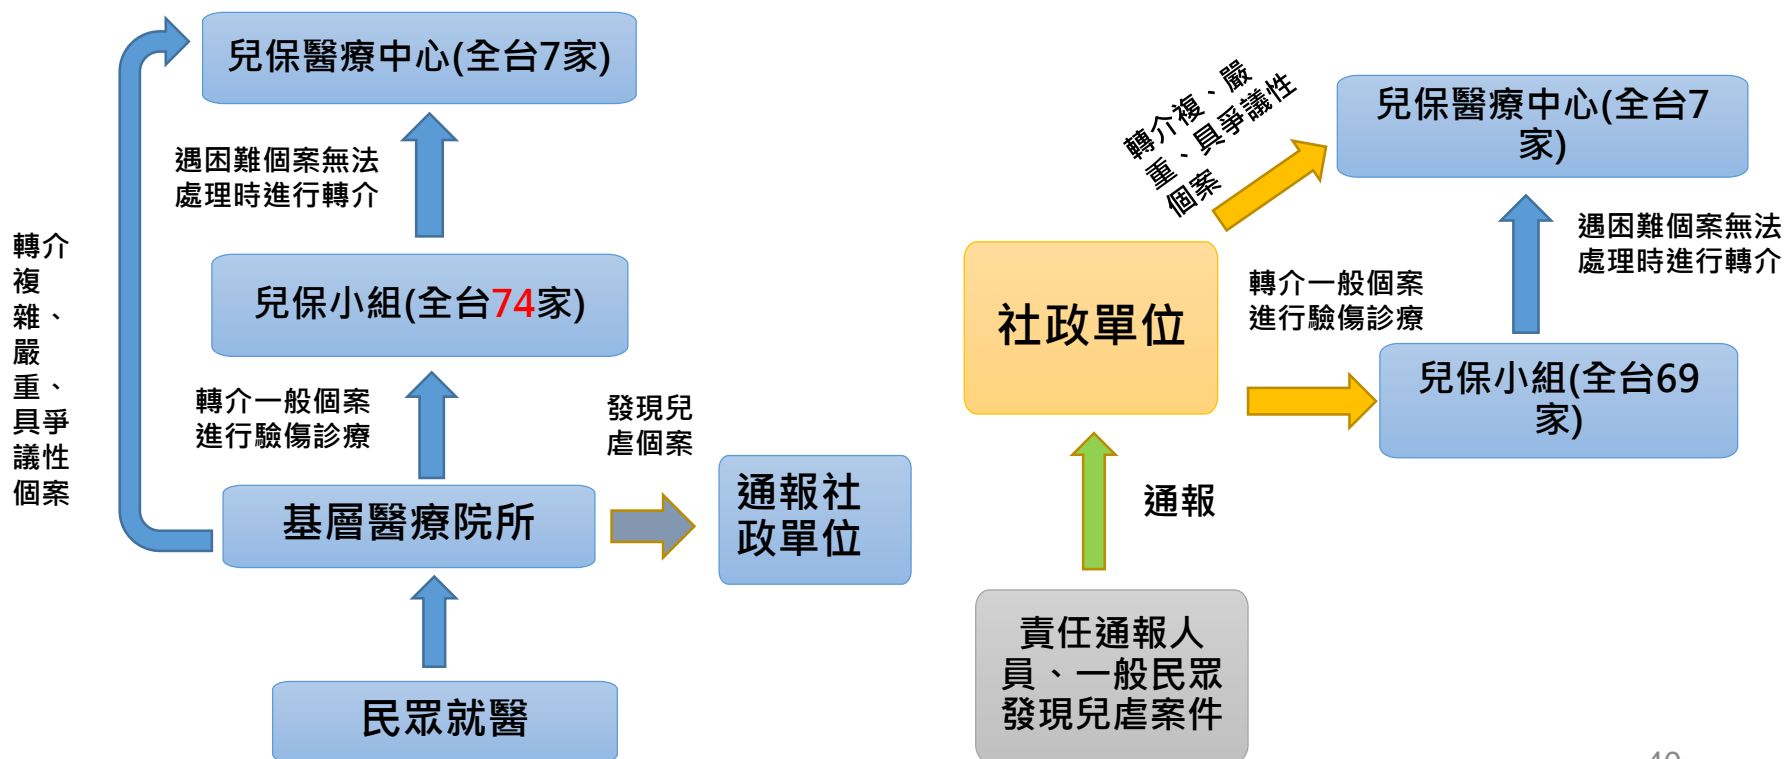 兒保醫療中心(全台7家)
遇困難個案無法
處理時進行轉介
轉介
複
雜、
嚴
重、
具爭
議性
個案
兒保小組(全台74家)
轉介一般個案
進行驗傷診療
發現兒
虐個案
基層醫療院所
通報社
政單位
民眾就醫
轉介複、嚴
重、具爭議性
個案
兒保醫療中心(全台7
家)
遇困難個案無法
處理時進行轉介
社政單位
轉介一般個案
進行驗傷診療
兒保小組(全台69
家)
通報
責任通報人
員、一般民眾
發現兒虐案件